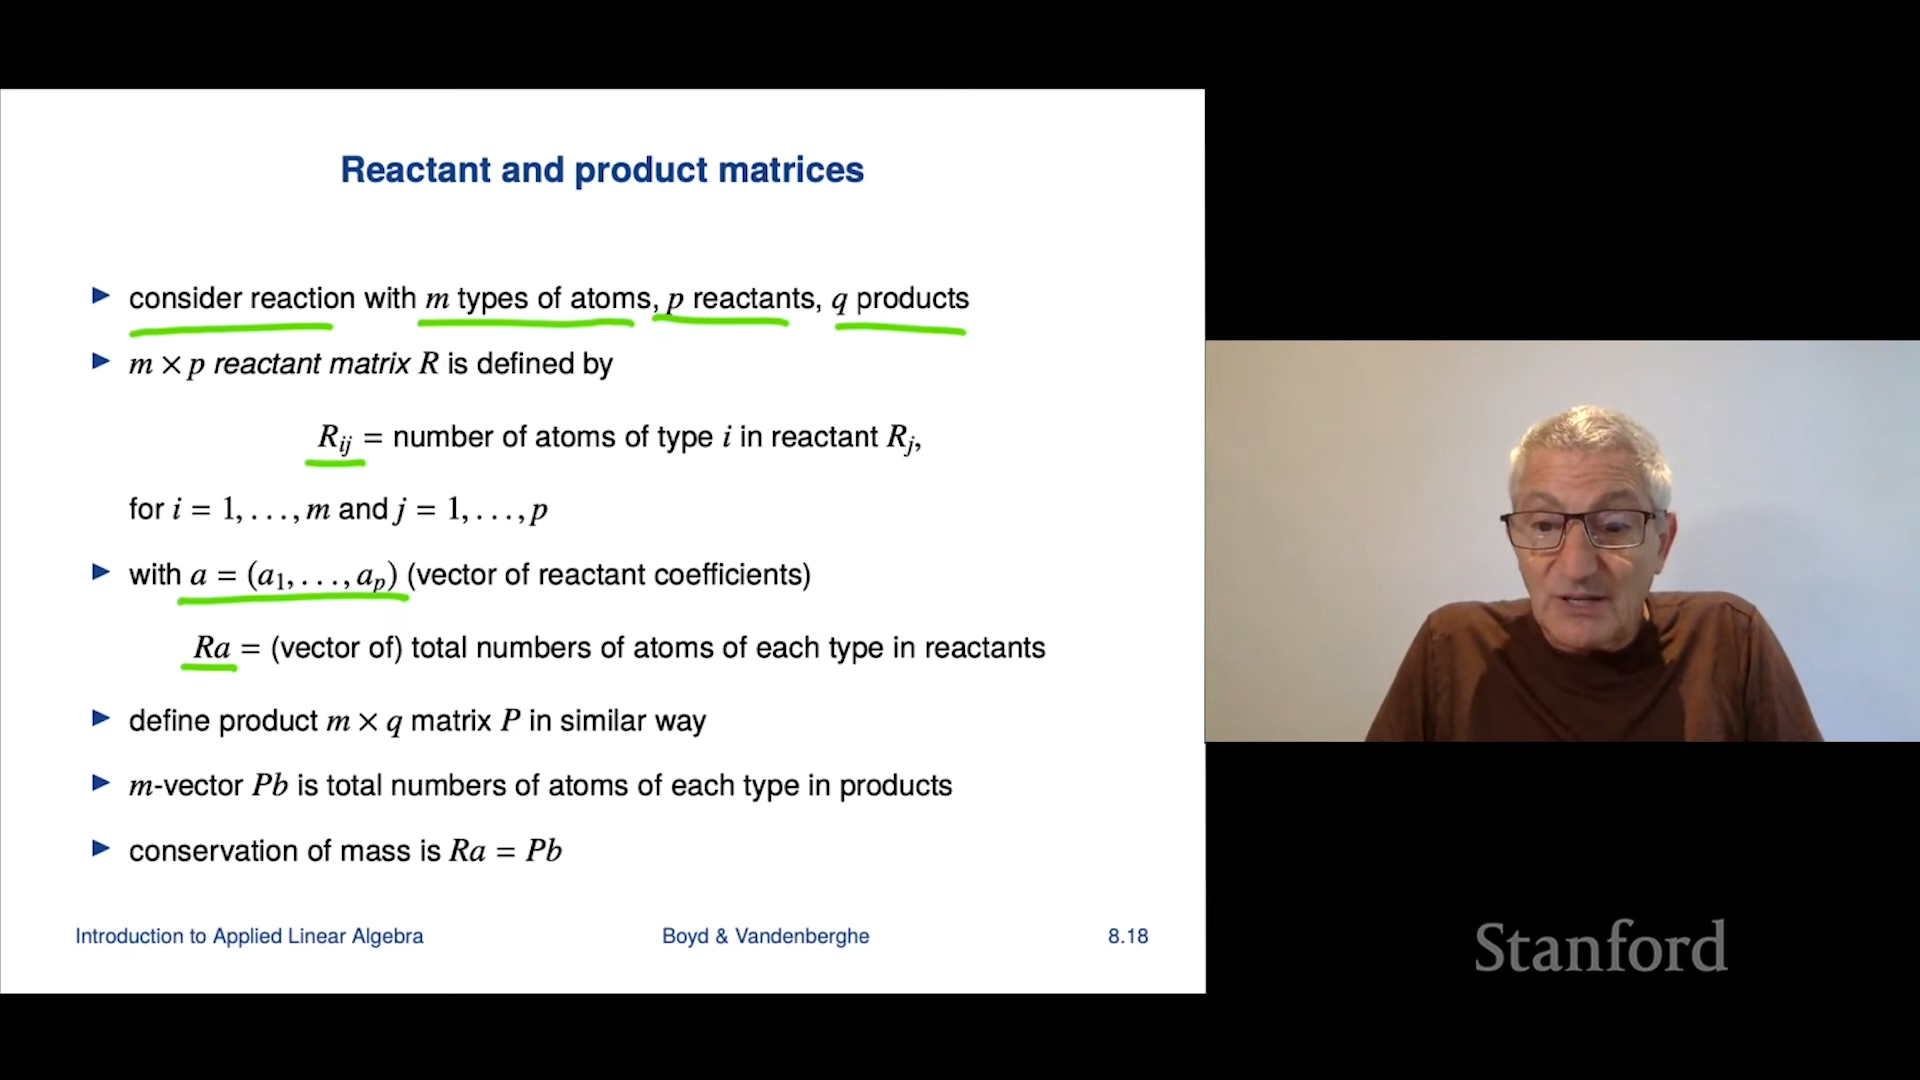 Reactant and product matrices
▶ consider reaction with m types of atoms, p reactants, q products
▶ m × p reactant matrix R is defined by
Rᵢⱼ = number of atoms of type i in reactant Rⱼ,
for i = 1, . . . , m and j = 1, . . . , p
▶ with a = (a₁, . . . , aₚ) (vector of reactant coefficients)
Ra = (vector of) total numbers of atoms of each type in reactants
▶ define product m × q matrix P in similar way
▶ m-vector Pb is total numbers of atoms of each type in products
▶ conservation of mass is Ra = Pb
Introduction to Applied Linear Algebra Boyd & Vandenberghe 8.18
Stanford